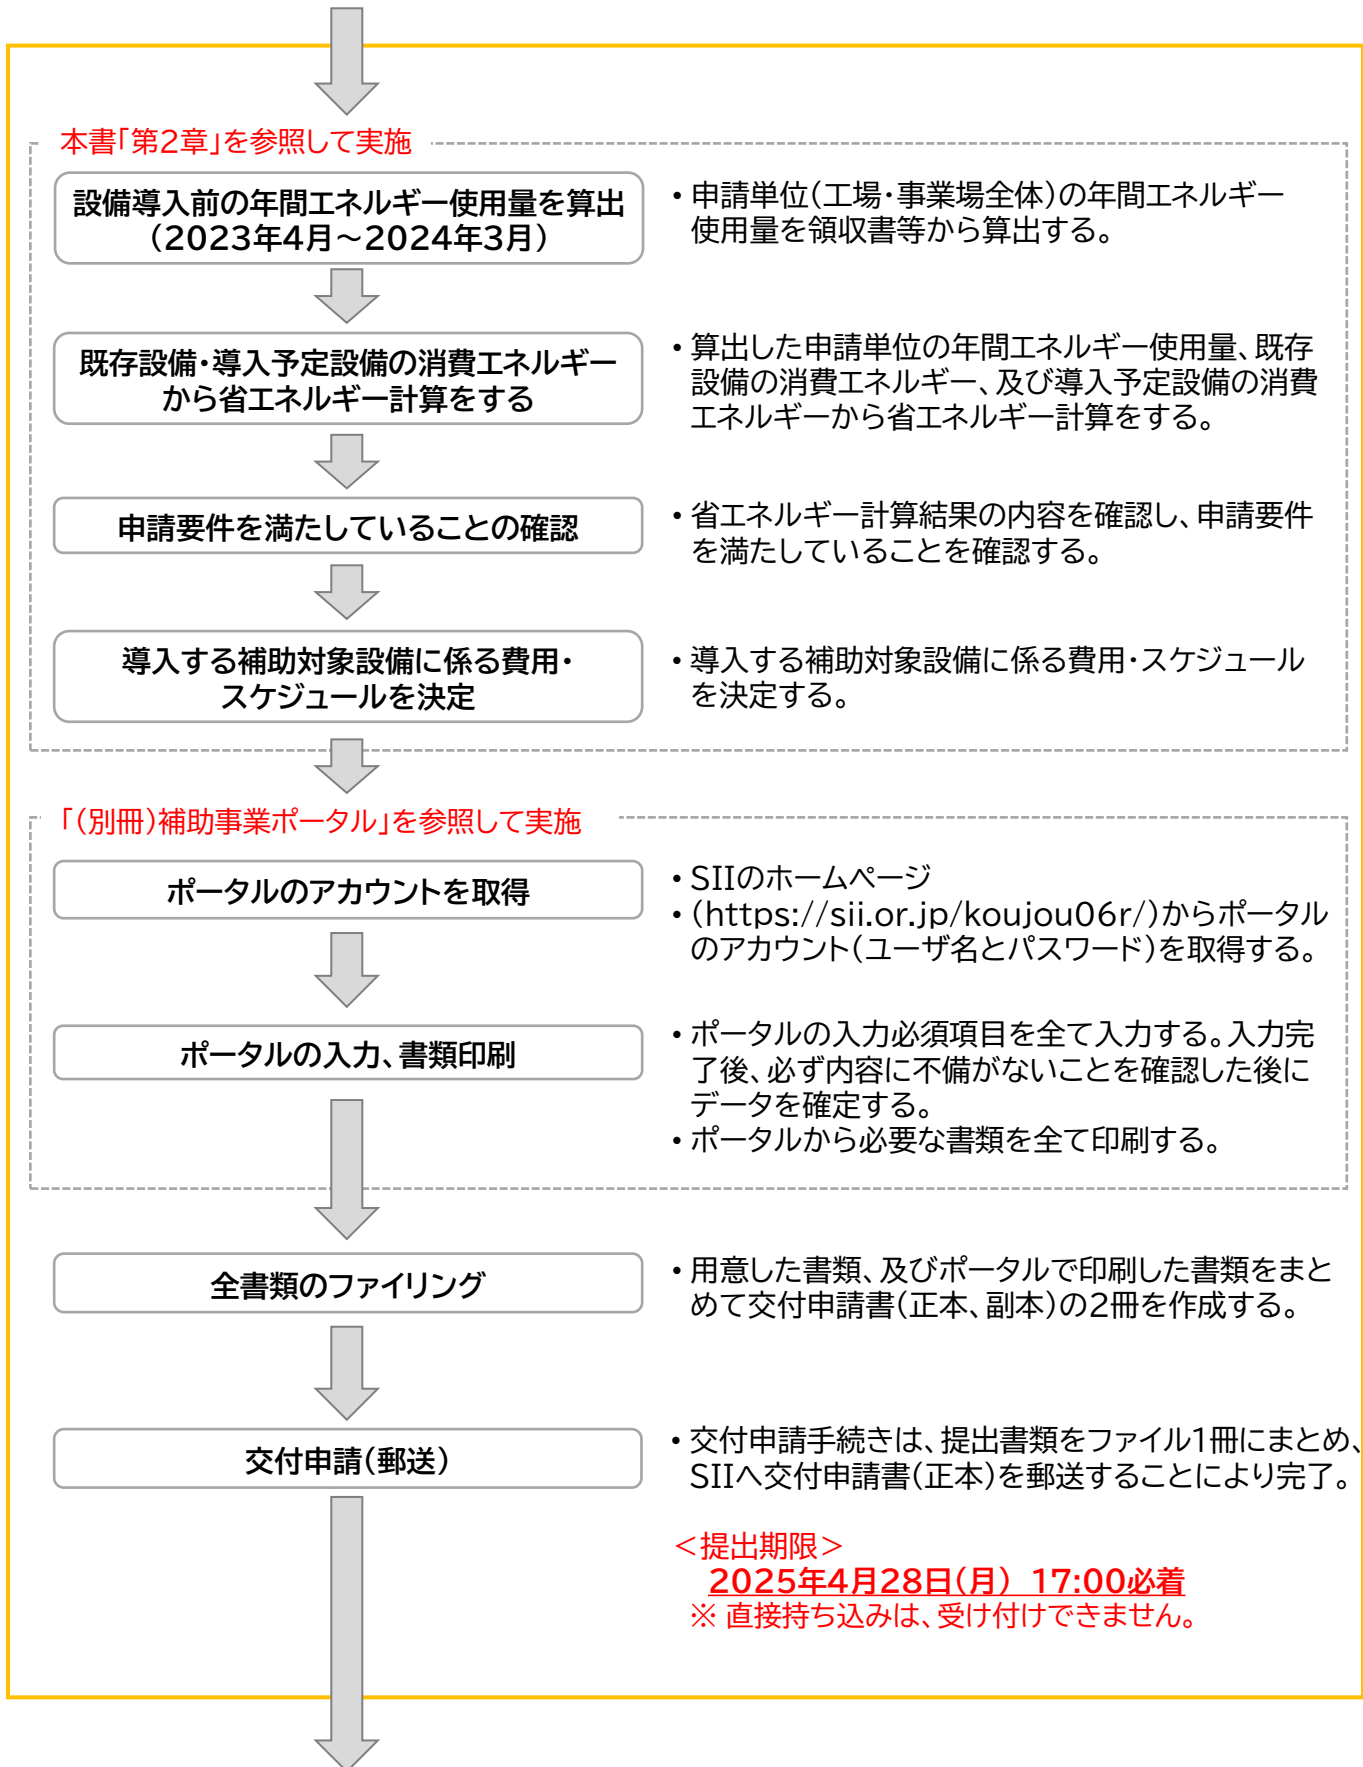 本書「第2章」を参照して実施
設備導入前の年間エネルギー使用量を算出
（2023年4月～2024年3月）
• 申請単位（工場・事業場全体）の年間エネルギー
使用量を領収書等から算出する。
既存設備・導入予定設備の消費エネルギー
から省エネルギー計算をする
• 算出した申請単位の年間エネルギー使用量、既存
設備の消費エネルギー、及び導入予定設備の消費
エネルギーから省エネルギー計算をする。
申請要件を満たしていることの確認
• 省エネルギー計算結果の内容を確認し、申請要件
を満たしていることを確認する。
導入する補助対象設備に係る費用・
スケジュールを決定
• 導入する補助対象設備に係る費用・スケジュール
を決定する。
「（別冊）補助事業ポータル」を参照して実施
ポータルのアカウントを取得
• SIIのホームページ
• （https://sii.or.jp/koujou06r/）からポータル
のアカウント（ユーザ名とパスワード）を取得する。
ポータルの入力、書類印刷
• ポータルの入力必須項目を全て入力する。入力完
了後、必ず内容に不備がないことを確認した後に
データを確定する。
• ポータルから必要な書類を全て印刷する。
全書類のファイリング
• 用意した書類、及びポータルで印刷した書類をまと
めて交付申請書（正本、副本）の2冊を作成する。
交付申請（郵送）
• 交付申請手続きは、提出書類をファイル1冊にまとめ、
SIIへ交付申請書（正本）を郵送することにより完了。
＜提出期限＞
2025年4月28日（月） 17:00必着
※ 直接持ち込みは、受け付けできません。